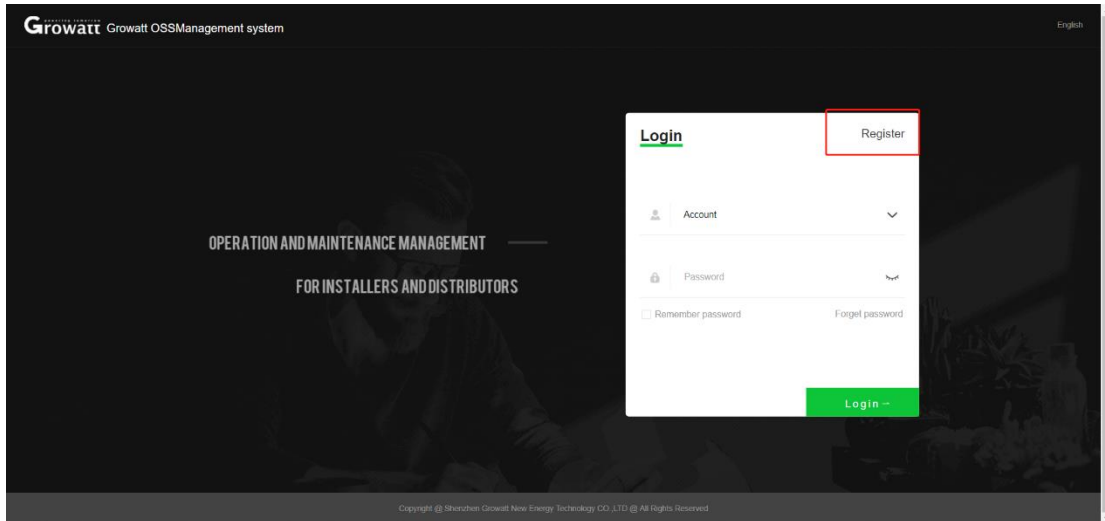 Growatt Growatt OSSManagement system
English
Login
Register
Account
OPERATION AND MAINTENANCE MANAGEMENT
FOR INSTALLERS AND DISTRIBUTORS
Password
Remember password
Forget password
Login
Copyright @ Shenzhen Growatt New Energy Technology CO.,LTD @ All Rights Reserved